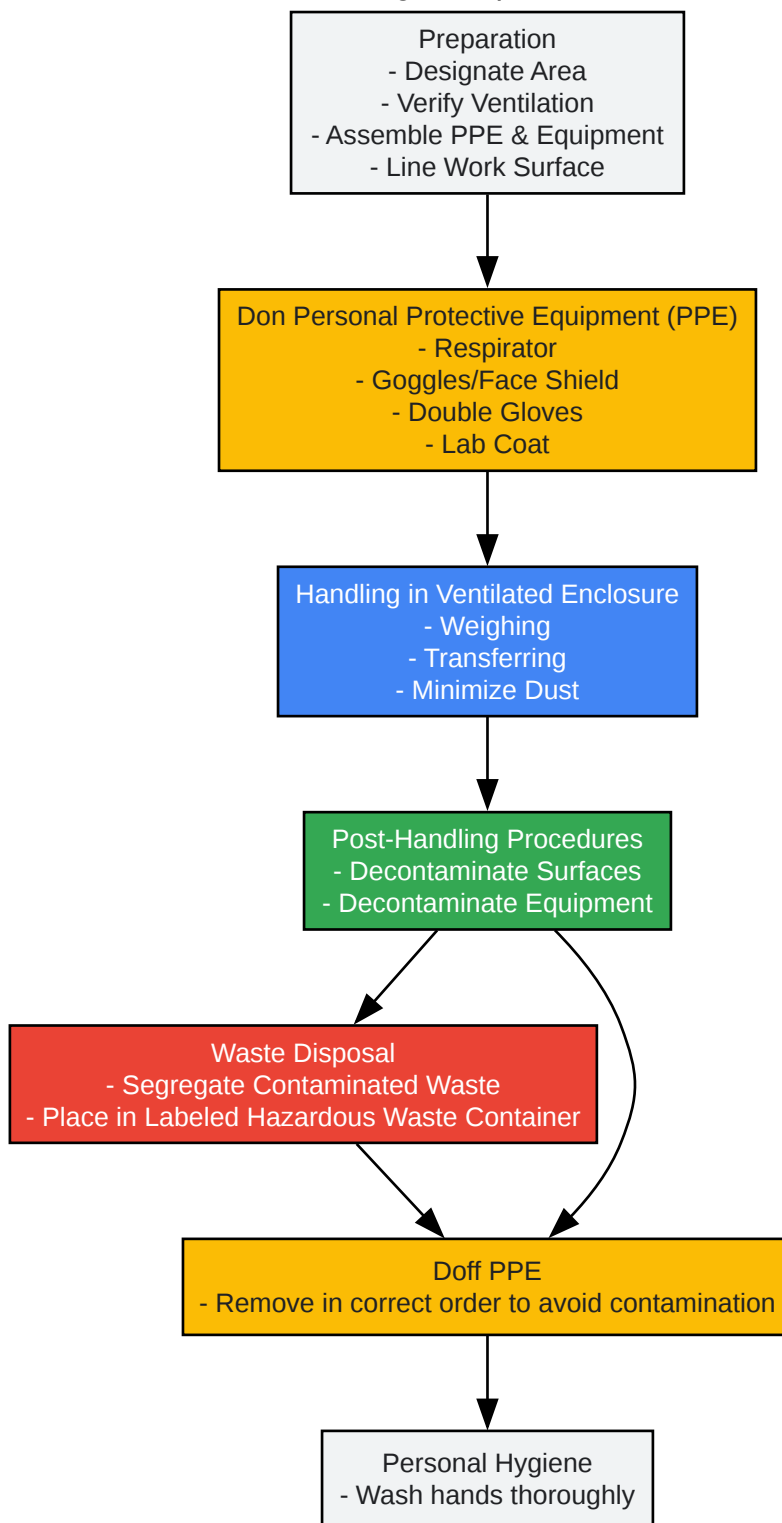 Preparation
- Designate Area
- Verify Ventilation
- Assemble PPE & Equipment
- Line Work Surface
Don Personal Protective Equipment (PPE)
- Respirator
- Goggles/Face Shield
- Double Gloves
- Lab Coat
Handling in Ventilated Enclosure
- Weighing
- Transferring
- Minimize Dust
Post-Handling Procedures
- Decontaminate Surfaces
- Decontaminate Equipment
Waste Disposal
- Segregate Contaminated Waste
- Place in Labeled Hazardous Waste Container
Doff PPE
- Remove in correct order to avoid contamination
Personal Hygiene
- Wash hands thoroughly